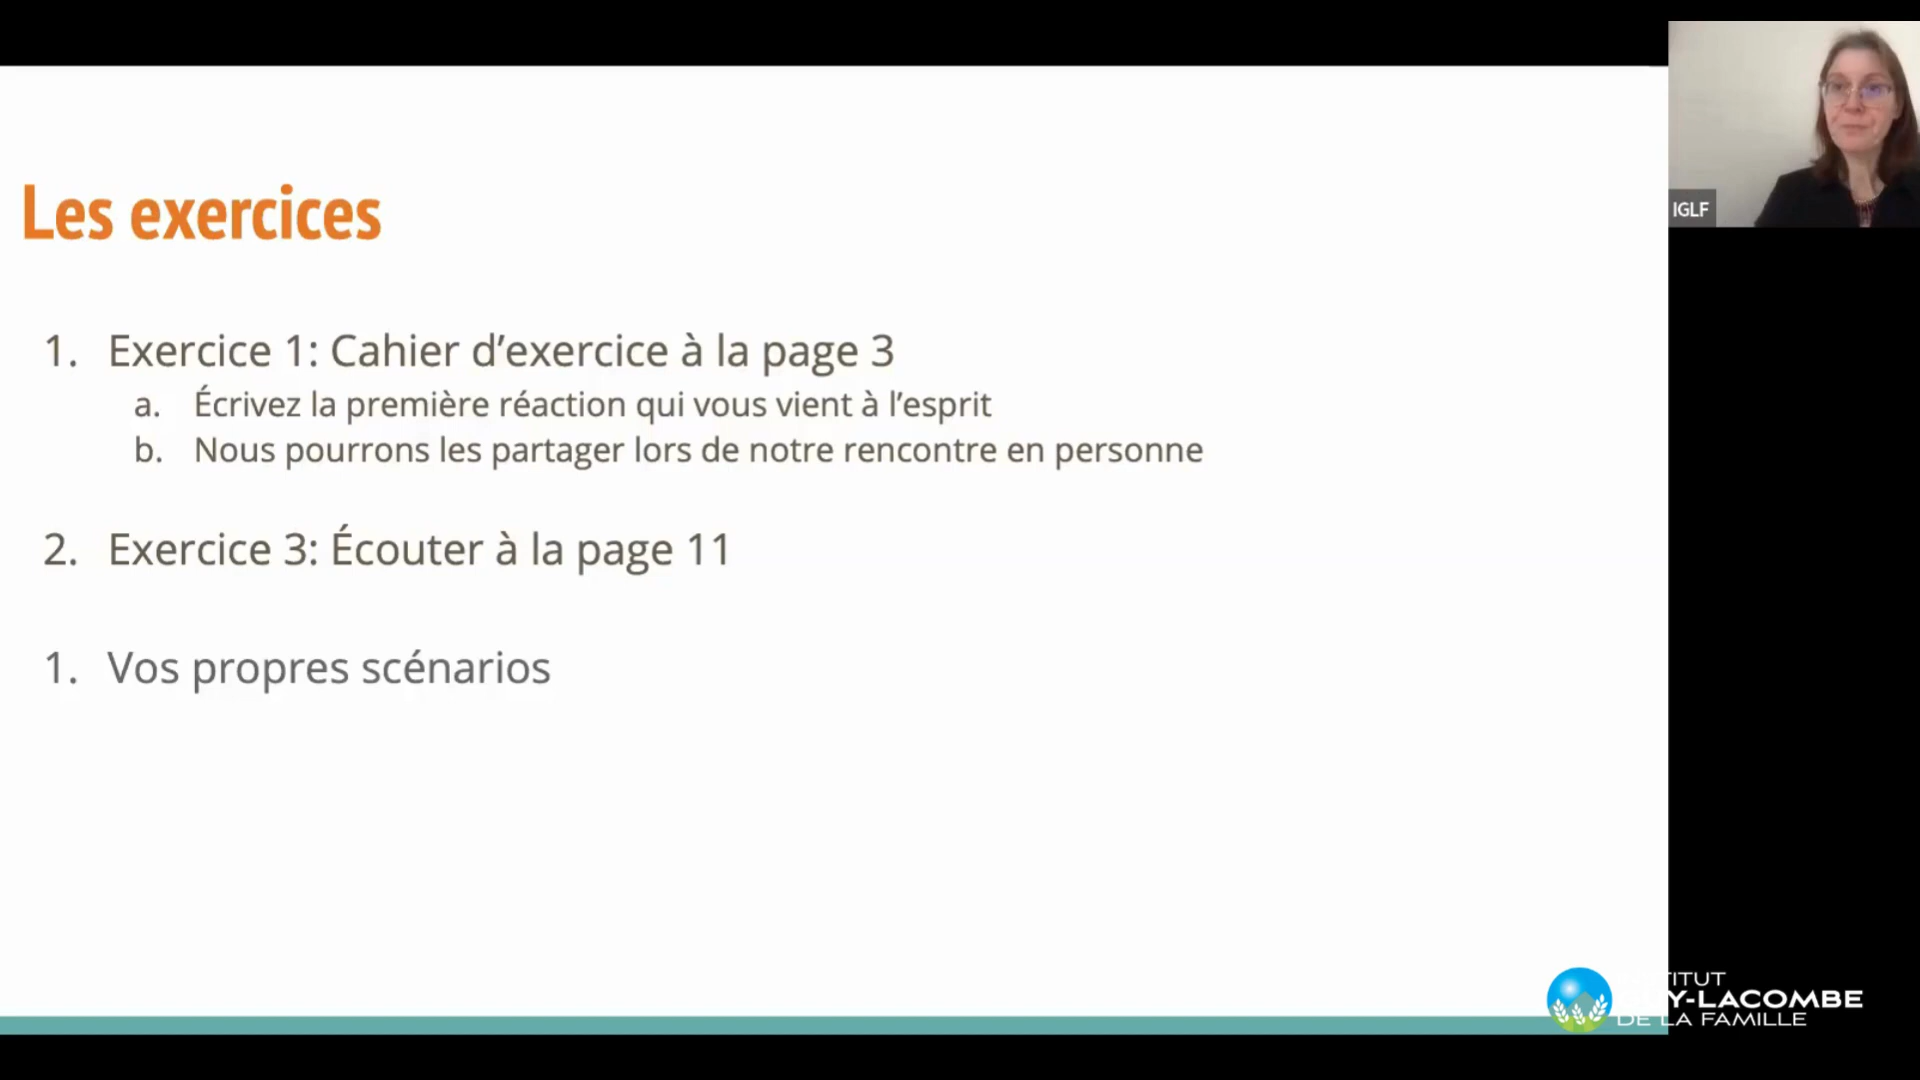 Les exercices
1. Exercice 1: Cahier d’exercice à la page 3
a. Écrivez la première réaction qui vous vient à l’esprit
b. Nous pourrons les partager lors de notre rencontre en personne
2. Exercice 3: Écouter à la page 11
1. Vos propres scénarios
IGLF
-LACOMBE
DE LA FAMILLE